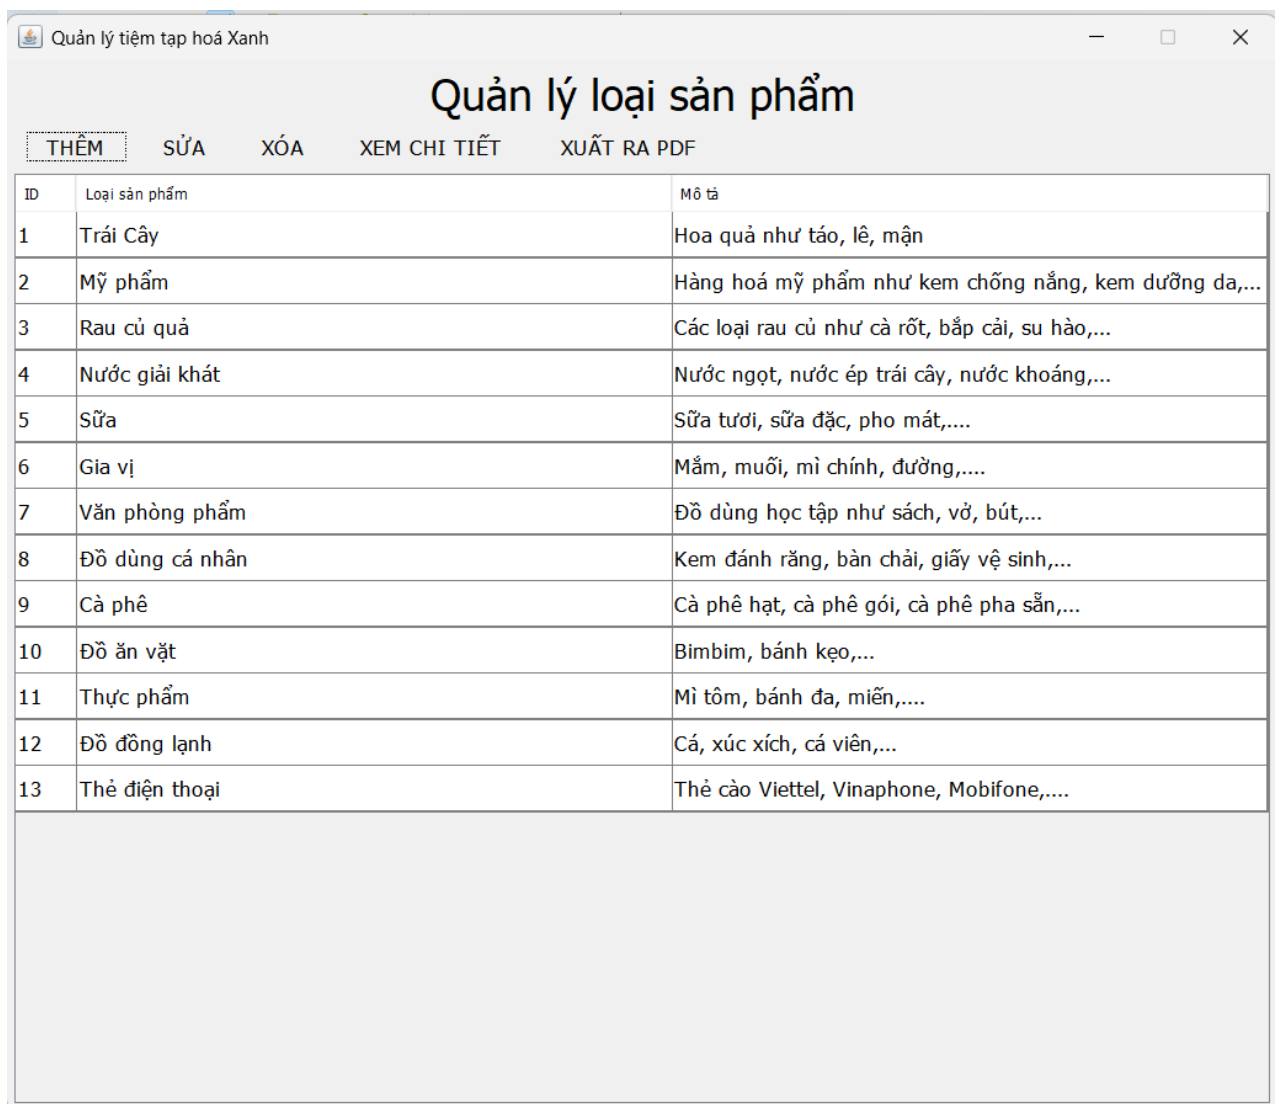 Quản lý tiệm tạp hoá Xanh
Quản lý loại sản phẩm
THÊM SỬA XÓA XEM CHI TIẾT XUẤT RA PDF
ID Loại sản phẩm Mô tả
1 Trái Cây Hoa quả như táo, lê, mận
2 Mỹ phẩm Hàng hoá mỹ phẩm như kem chống nắng, kem dưỡng da,...
3 Rau củ quả Các loại rau củ như cà rốt, bắp cải, su hào,...
4 Nước giải khát Nước ngọt, nước ép trái cây, nước khoáng,...
5 Sữa Sữa tươi, sữa đặc, pho mát,....
6 Gia vị Mắm, muối, mì chính, đường,....
7 Văn phòng phẩm Đồ dùng học tập như sách, vở, bút,...
8 Đồ dùng cá nhân Kem đánh răng, bàn chải, giấy vệ sinh,...
9 Cà phê Cà phê hạt, cà phê gói, cà phê pha sẵn,...
10 Đồ ăn vặt Bimbim, bánh kẹo,...
11 Thực phẩm Mì tôm, bánh đa, miến,....
12 Đồ đồng lạnh Cá, xúc xích, cá viên,...
13 Thẻ điện thoại Thẻ cào Viettel, Vinaphone, Mobifone,....